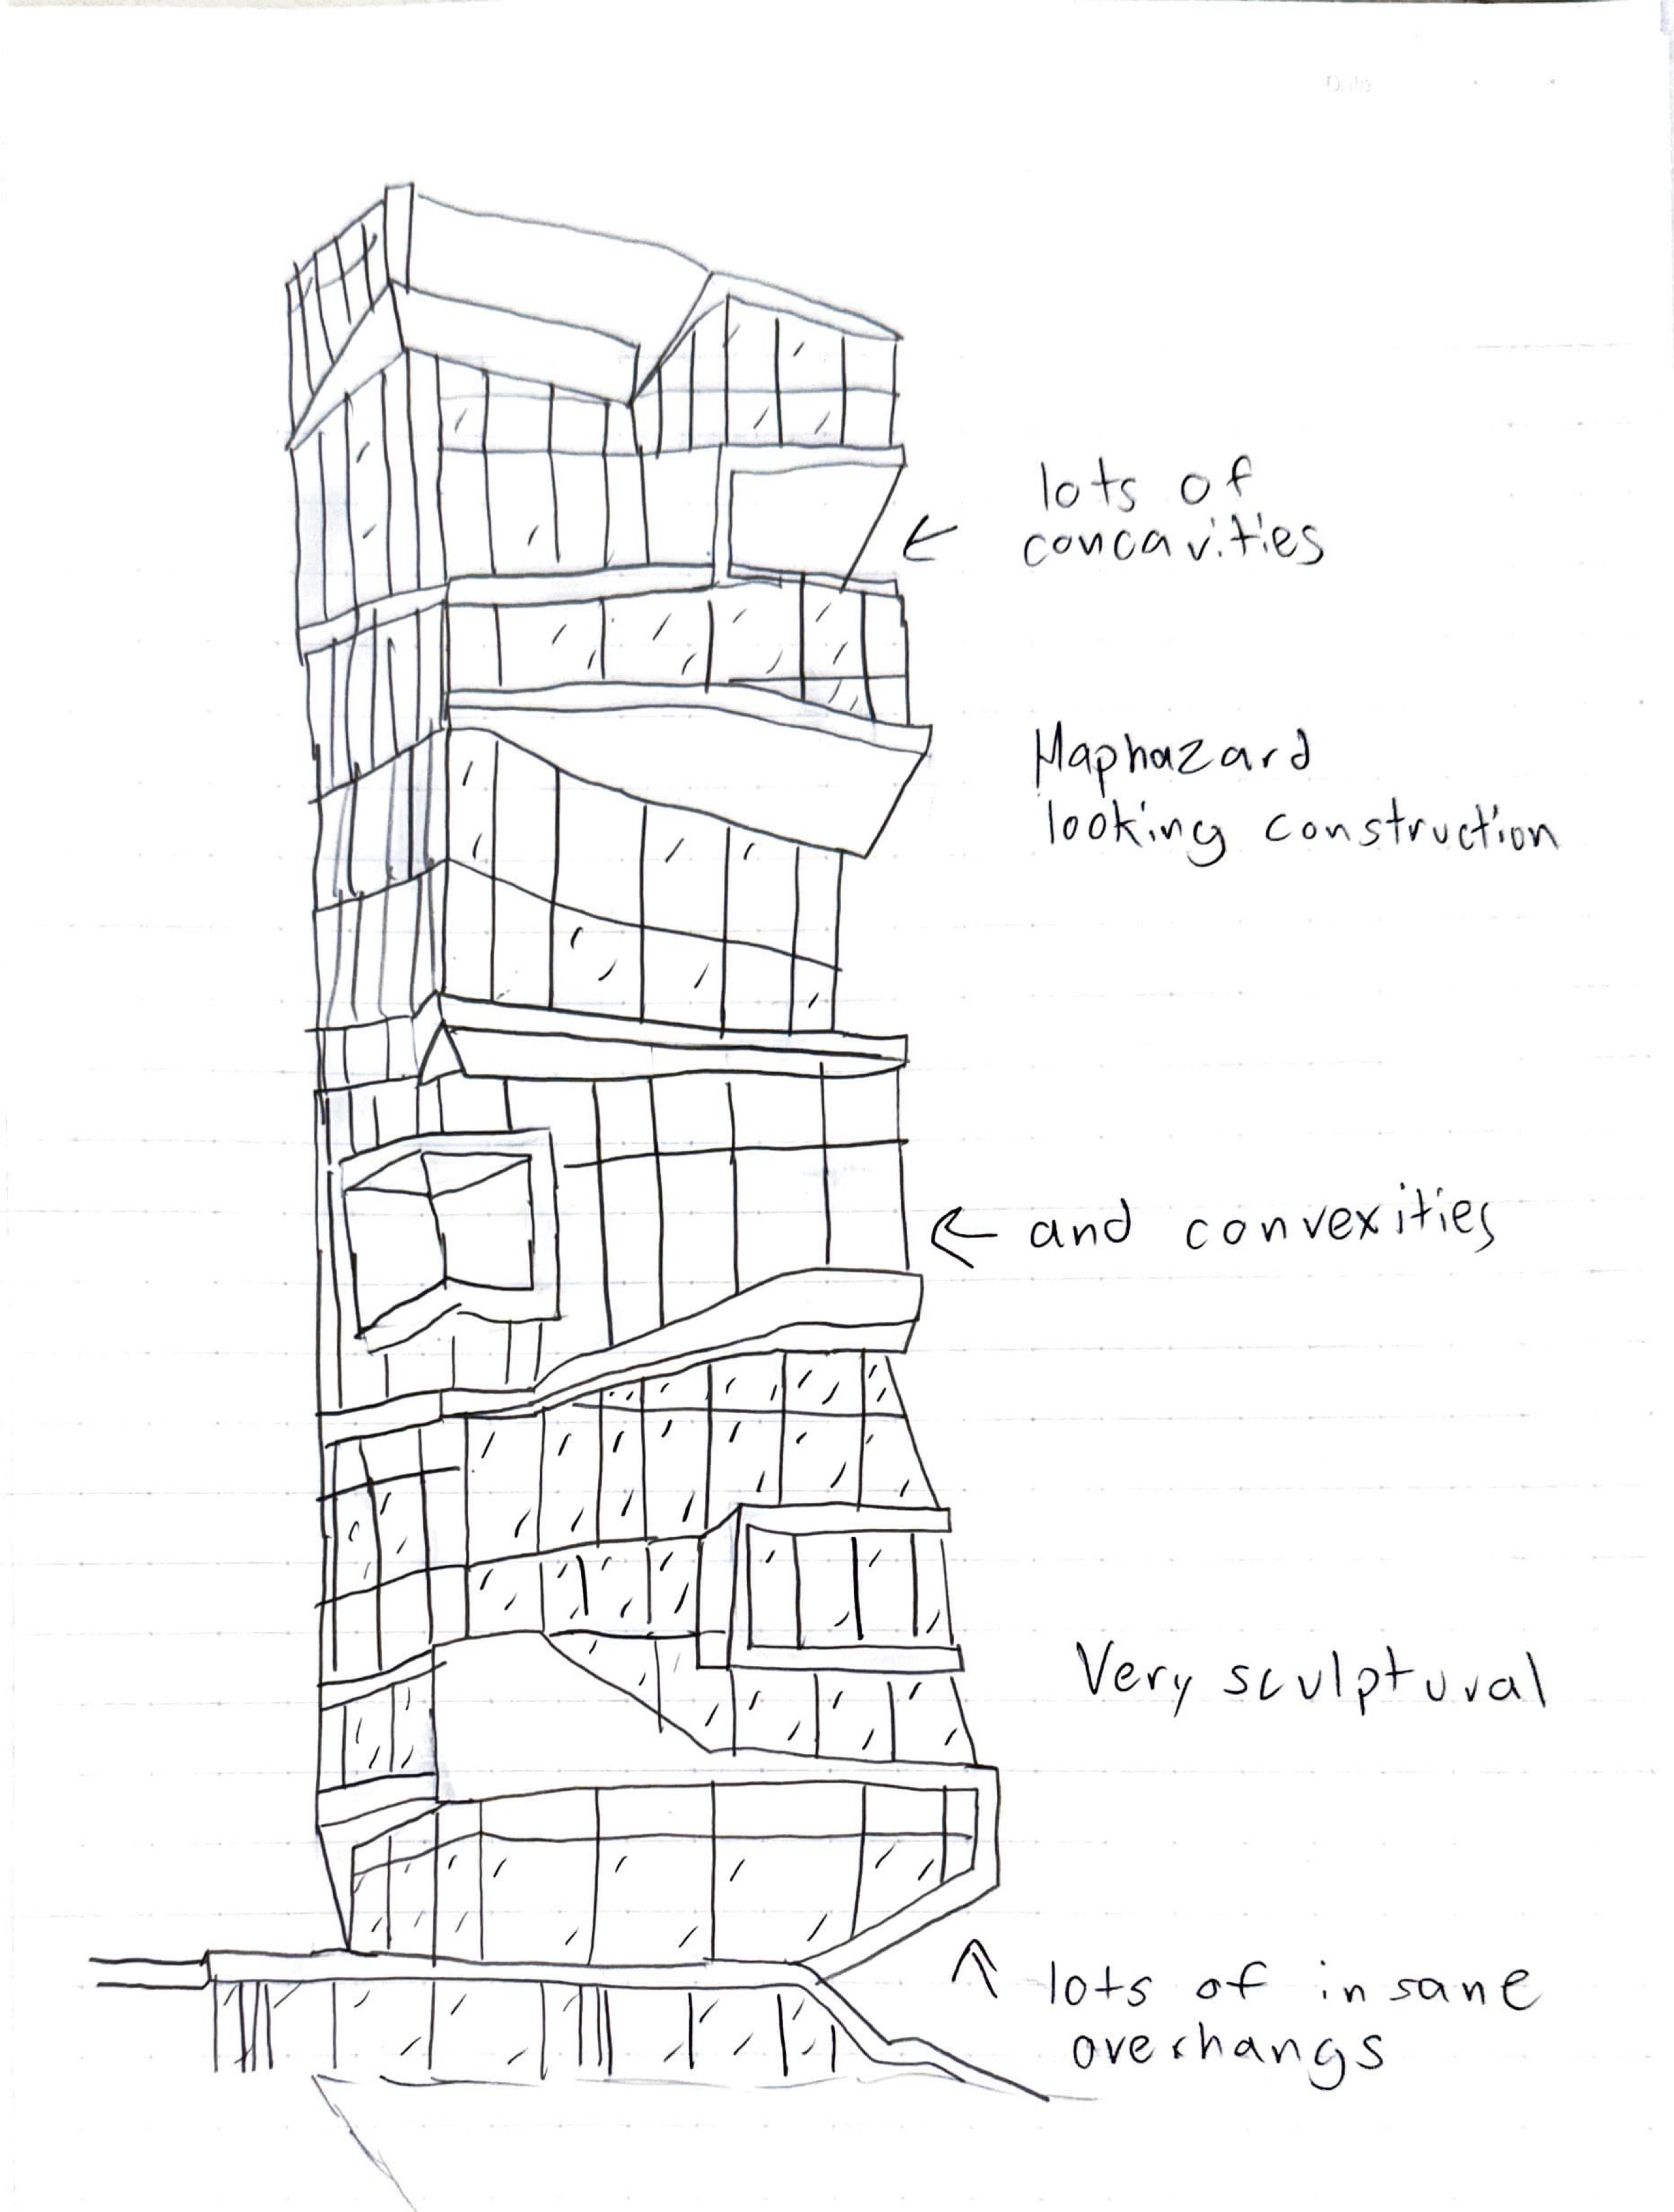 Date
lots of
concavities
Haphazard
looking construction
and convexities
Very sculptural
lots of insane
overhangs